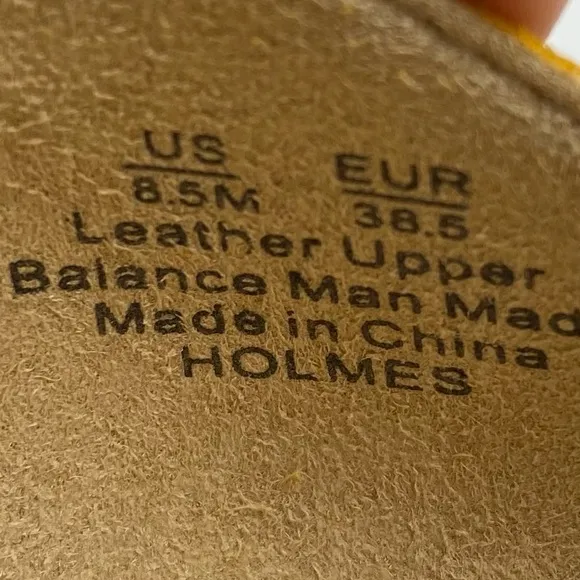 US EUR
8.5M 38.5
Leather Upper
Balance Man Mad
Made in China
HOLMES